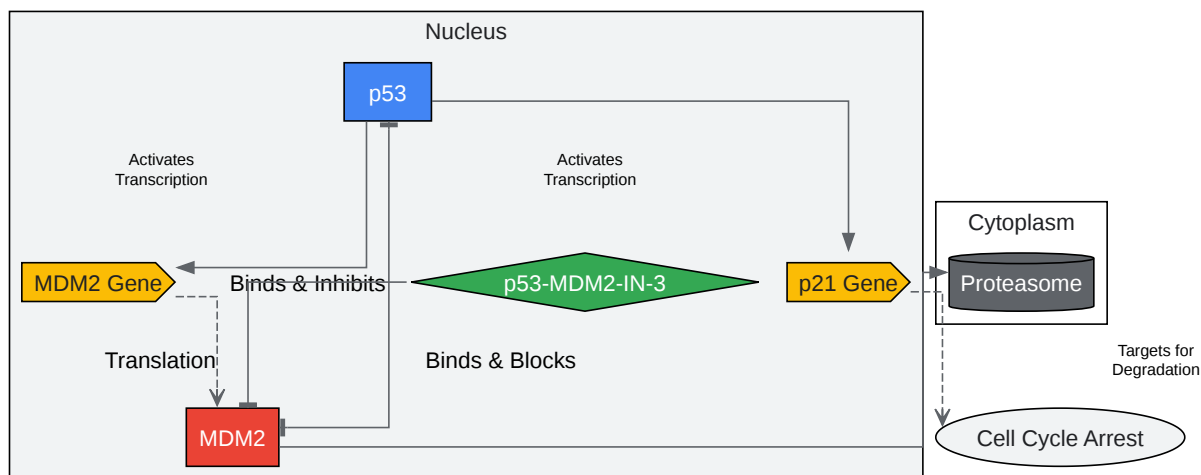 Nucleus
p53
Activates
Transcription
Activates
Transcription
Cytoplasm
MDM2 Gene
Binds & Inhibits
p53-MDM2-IN-3
p21 Gene
Proteasome
Translation
Binds & Blocks
Targets for
Degradation
MDM2
Cell Cycle Arrest